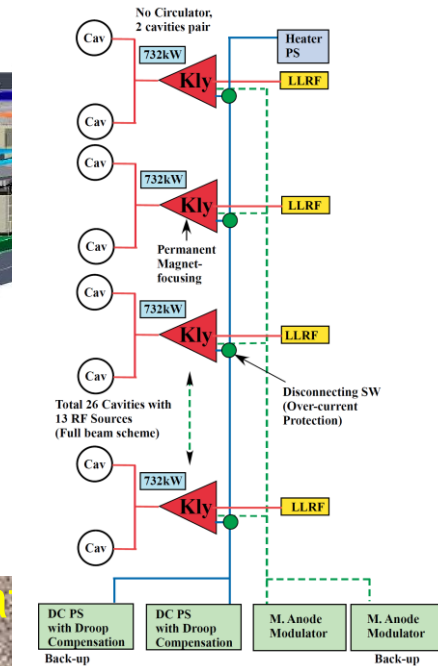 No Circulator,
2 cavities pair
Cav
732kW
Heater
PS
Kly
LLRF
Cav
Cav
732kW
Kly
LLRF
Cav
Permanent
Magnet-
focusing
Cav
732kW
Kly
LLRF
Cav
Disconnecting SW
(Over-current
Protection)
Total 26 Cavities with
13 RF Sources
(Full beam scheme)
Cav
732kW
Kly
LLRF
Cav
DC PS
with Droop
Compensation
DC PS
with Droop
Compensation
M. Anode
Modulator
M. Anode
Modulator
Back-up
Back-up